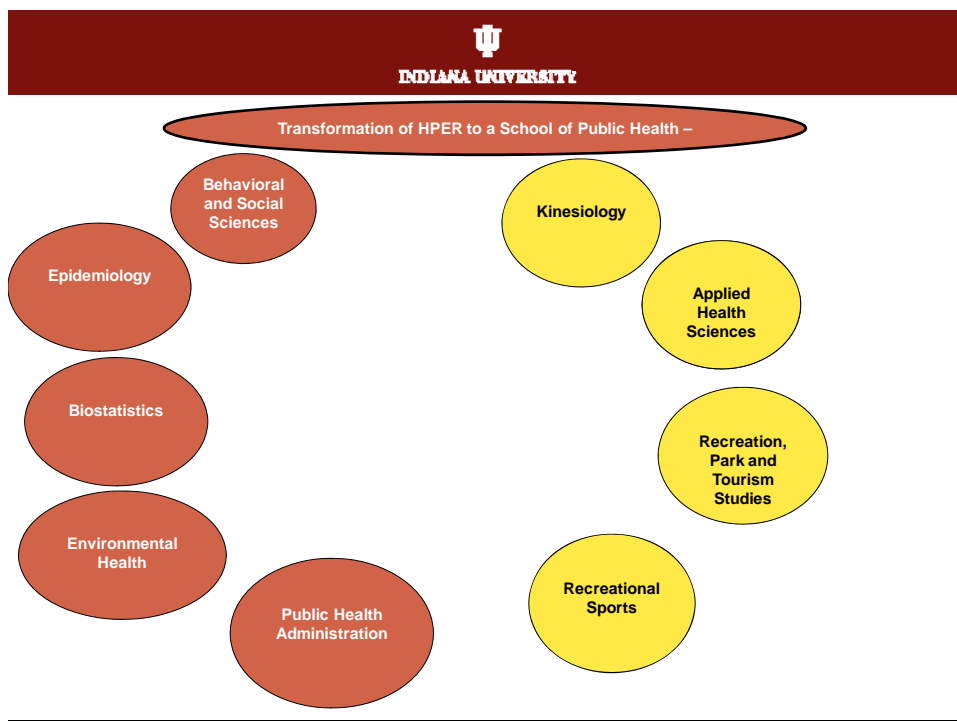 INDIANA UNIVERSITY
Transformation of HPER to a School of Public Health –
Behavioral
and Social
Sciences
Kinesiology
Epidemiology
Applied
Health
Sciences
Biostatistics
Recreation,
Park and
Tourism
Studies
Environmental
Health
Recreational
Sports
Public Health
Administration